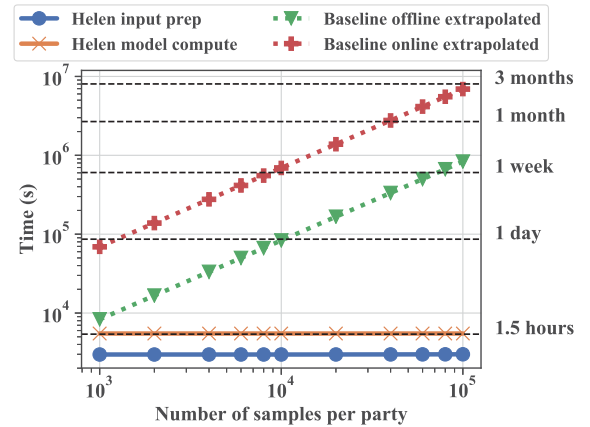 Helen input prep
Helen model compute
Baseline offline extrapolated
Baseline online extrapolated
10^7
10^6
10^5
10^4
Time (s)
3 months
1 month
1 week
1 day
1.5 hours
10^3
10^4
10^5
Number of samples per party